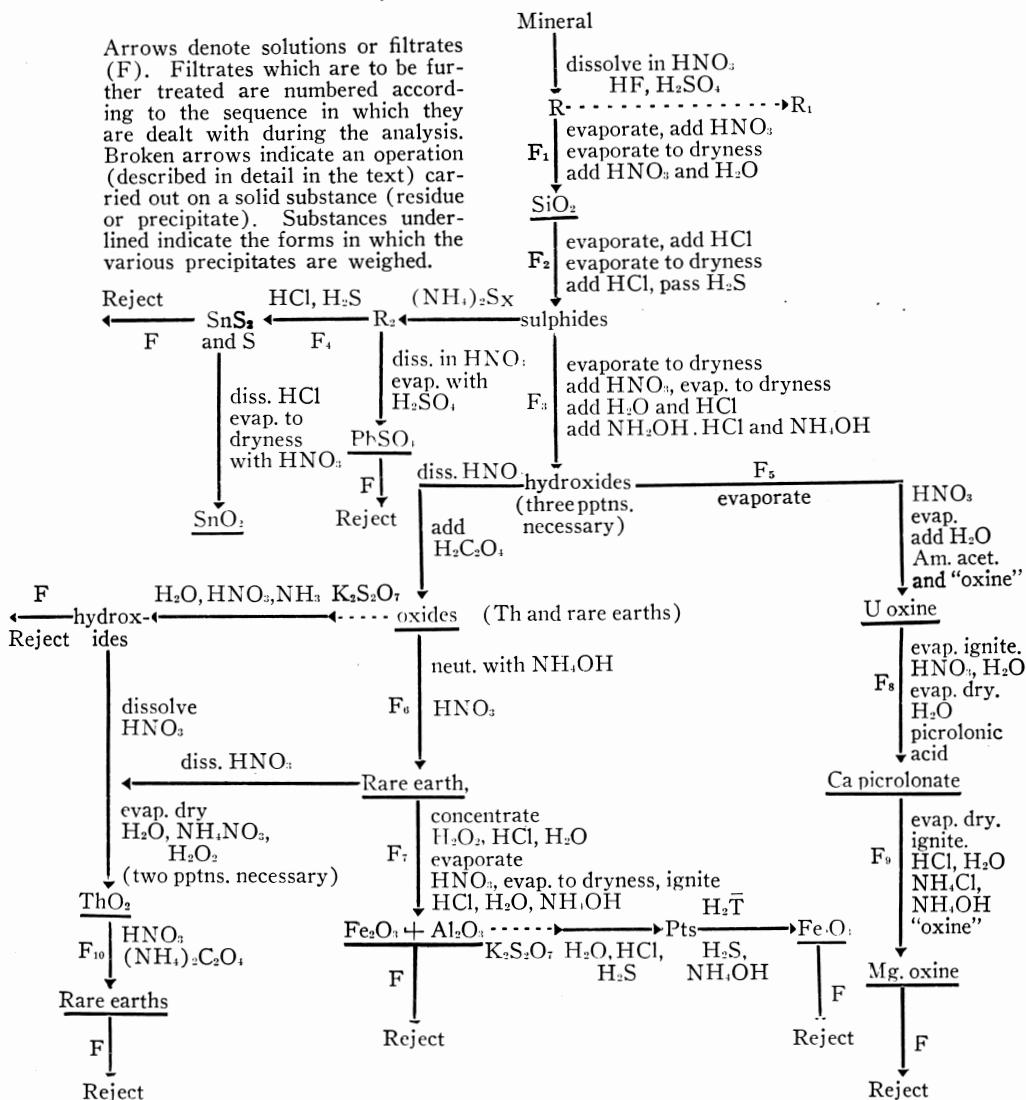 Mineral
Arrows denote solutions or filtrates
(F). Filtrates which are to be fur-
ther treated are numbered accord-
ing to the sequence in which they
are dealt with during the analysis.
Broken arrows indicate an operation
(described in detail in the text) car-
ried out on a solid substance (residue
or precipitate). Substances under-
lined indicate the forms in which the
various precipitates are weighed.
dissolve in HNO₃
HF, H₂SO₄
R
R₁
F₁
evaporate, add HNO₃
evaporate to dryness
add HNO₃ and H₂O
SiO₂
F₂
evaporate, add HCl
evaporate to dryness
add HCl, pass H₂S
Reject
F
SnS₂
and S
HCl, H₂S
F₄
R₂
(NH₄)₂Sx
sulphides
diss. HCl
evap. to
dryness
with HNO₃
SnO₂
diss. in HNO₃
evap. with
H₂SO₄
PbSO₄
F
Reject
F₃
evaporate to dryness
add HNO₃, evap. to dryness
add H₂O and HCl
add NH₂OH.HCl and NH₄OH
diss. HNO
hydroxides
(three pptns.
necessary)
F₅
evaporate
add
H₂C₂O₄
HNO₃
evap.
add H₂O
Am. acet.
and "oxine"
F
Reject
hydrox-
ides
H₂O, HNO₃, NH₃
K₂S₂O₇
oxides
(Th and rare earths)
U oxine
dissolve
HNO₃
F₆
neut. with NH₄OH
HNO₃
F₈
evap. ignite.
HNO₃, H₂O
evap. dry.
H₂O
picrolonic
acid
diss. HNO₃
Rare earth,
Ca picrolonate
evap. dry
H₂O, NH₄NO₃,
H₂O₂
(two pptns. necessary)
F₇
concentrate
H₂O₂, HCl, H₂O
evaporate
HNO₃, evap. to dryness, ignite
HCl, H₂O, NH₄OH
F₉
evap. dry.
ignite.
HCl, H₂O
NH₄Cl,
NH₄OH
"oxine"
ThO₂
F₁₀
HNO₃
(NH₄)₂C₂O₄
Rare earths
F
Reject
Fe₂O₃ + Al₂O₃
K₂S₂O₇
H₂O, HCl,
H₂S
Pts
H₂T̄
H₂S,
NH₄OH
Fe₂O₃
F
Reject
F
Reject
Mg. oxine
F
Reject